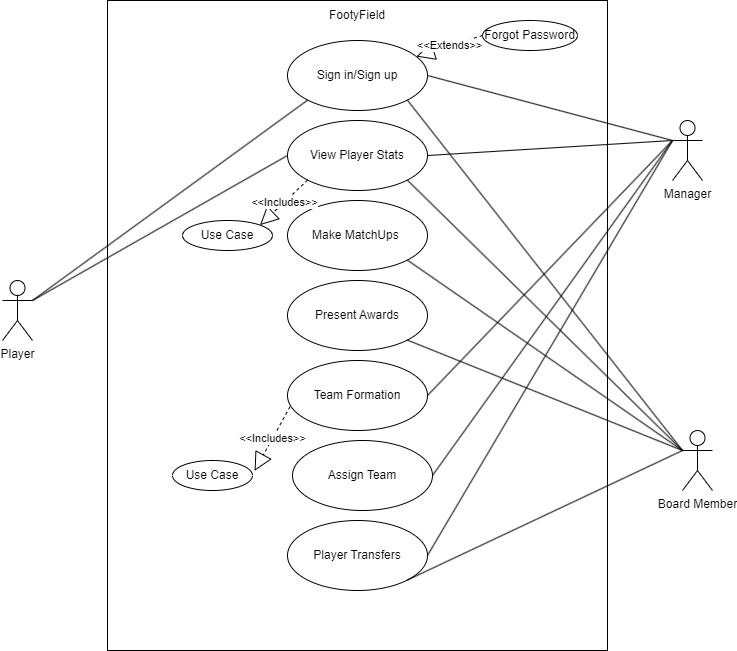 FootyField
Forgot Password
<<Extends>>
Sign in/Sign up
View Player Stats
Manager
<<Includes>>
Use Case
Make MatchUps
Present Awards
Player
Team Formation
<<Includes>>
Use Case
Assign Team
Board Member
Player Transfers